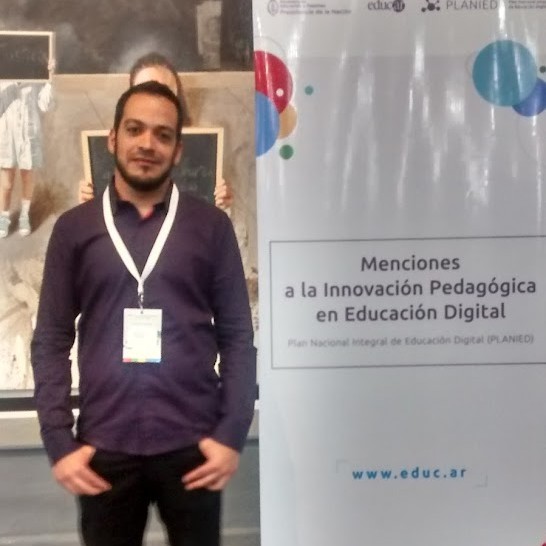 educ.ar
PLANIED
Menciones
a la Innovación Pedagógica
en Educación Digital
Plan Nacional Integral de Educación Digital (PLANIED)
www.educ.ar